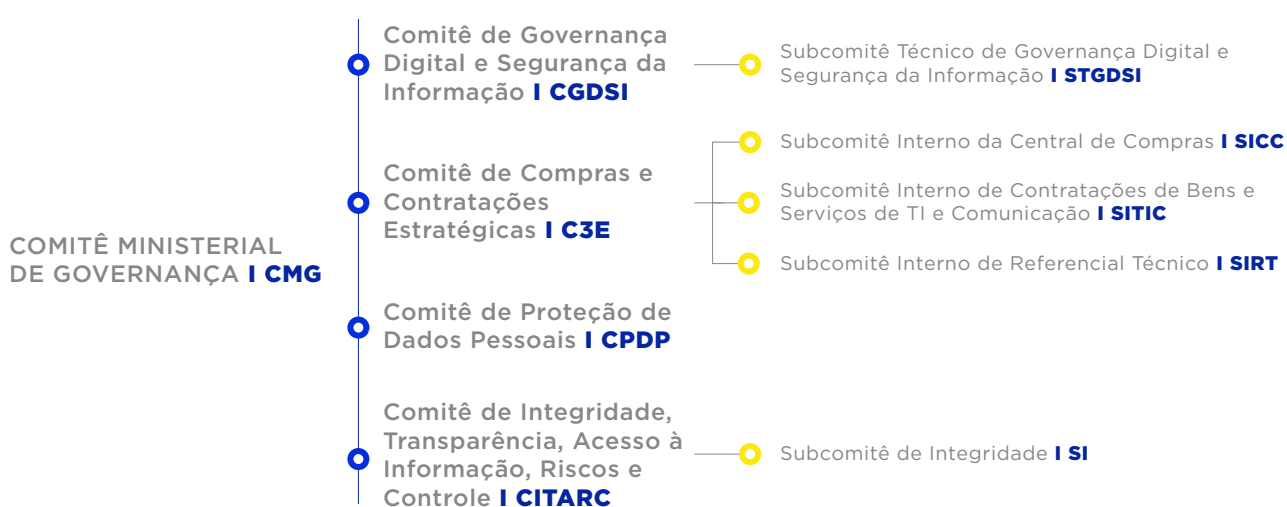 COMITÊ MINISTERIAL
DE GOVERNANÇA I CMG
Comitê de Governança
Digital e Segurança da
Informação I CGDSI
Subcomitê Técnico de Governança Digital e
Segurança da Informação I STGDSI
Comitê de Compras e
Contratações
Estratégicas I C3E
Subcomitê Interno da Central de Compras I SICC
Subcomitê Interno de Contratações de Bens e
Serviços de TI e Comunicação I SITIC
Subcomitê Interno de Referencial Técnico I SIRT
Comitê de Proteção de
Dados Pessoais I CPDP
Comitê de Integridade,
Transparência, Acesso à
Informação, Riscos e
Controle I CITARC
Subcomitê de Integridade I SI